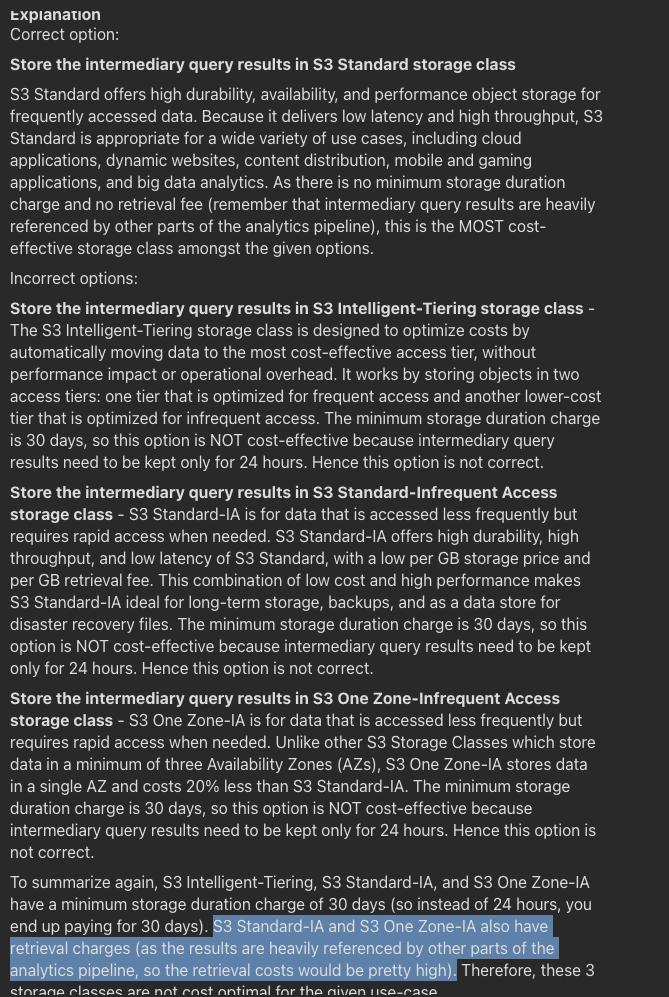 Explanation
Correct option:
Store the intermediary query results in S3 Standard storage class
S3 Standard offers high durability, availability, and performance object storage for
frequently accessed data. Because it delivers low latency and high throughput, S3
Standard is appropriate for a wide variety of use cases, including cloud
applications, dynamic websites, content distribution, mobile and gaming
applications, and big data analytics. As there is no minimum storage duration
charge and no retrieval fee (remember that intermediary query results are heavily
referenced by other parts of the analytics pipeline), this is the MOST cost-
effective storage class amongst the given options.
Incorrect options:
Store the intermediary query results in S3 Intelligent-Tiering storage class -
The S3 Intelligent-Tiering storage class is designed to optimize costs by
automatically moving data to the most cost-effective access tier, without
performance impact or operational overhead. It works by storing objects in two
access tiers: one tier that is optimized for frequent access and another lower-cost
tier that is optimized for infrequent access. The minimum storage duration charge
is 30 days, so this option is NOT cost-effective because intermediary query
results need to be kept only for 24 hours. Hence this option is not correct.
Store the intermediary query results in S3 Standard-Infrequent Access
storage class - S3 Standard-IA is for data that is accessed less frequently but
requires rapid access when needed. S3 Standard-IA offers high durability, high
throughput, and low latency of S3 Standard, with a low per GB storage price and
per GB retrieval fee. This combination of low cost and high performance makes
S3 Standard-IA ideal for long-term storage, backups, and as a data store for
disaster recovery files. The minimum storage duration charge is 30 days, so this
option is NOT cost-effective because intermediary query results need to be kept
only for 24 hours. Hence this option is not correct.
Store the intermediary query results in S3 One Zone-Infrequent Access
storage class - S3 One Zone-IA is for data that is accessed less frequently but
requires rapid access when needed. Unlike other S3 Storage Classes which store
data in a minimum of three Availability Zones (AZs), S3 One Zone-IA stores data
in a single AZ and costs 20% less than S3 Standard-IA. The minimum storage
duration charge is 30 days, so this option is NOT cost-effective because
intermediary query results need to be kept only for 24 hours. Hence this option is
not correct.
To summarize again, S3 Intelligent-Tiering, S3 Standard-IA, and S3 One Zone-IA
have a minimum storage duration charge of 30 days (so instead of 24 hours, you
end up paying for 30 days). S3 Standard-IA and S3 One Zone-IA also have
retrieval charges (as the results are heavily referenced by other parts of the
analytics pipeline, so the retrieval costs would be pretty high). Therefore, these 3
storage classes are not cost optimal for the given use-case.